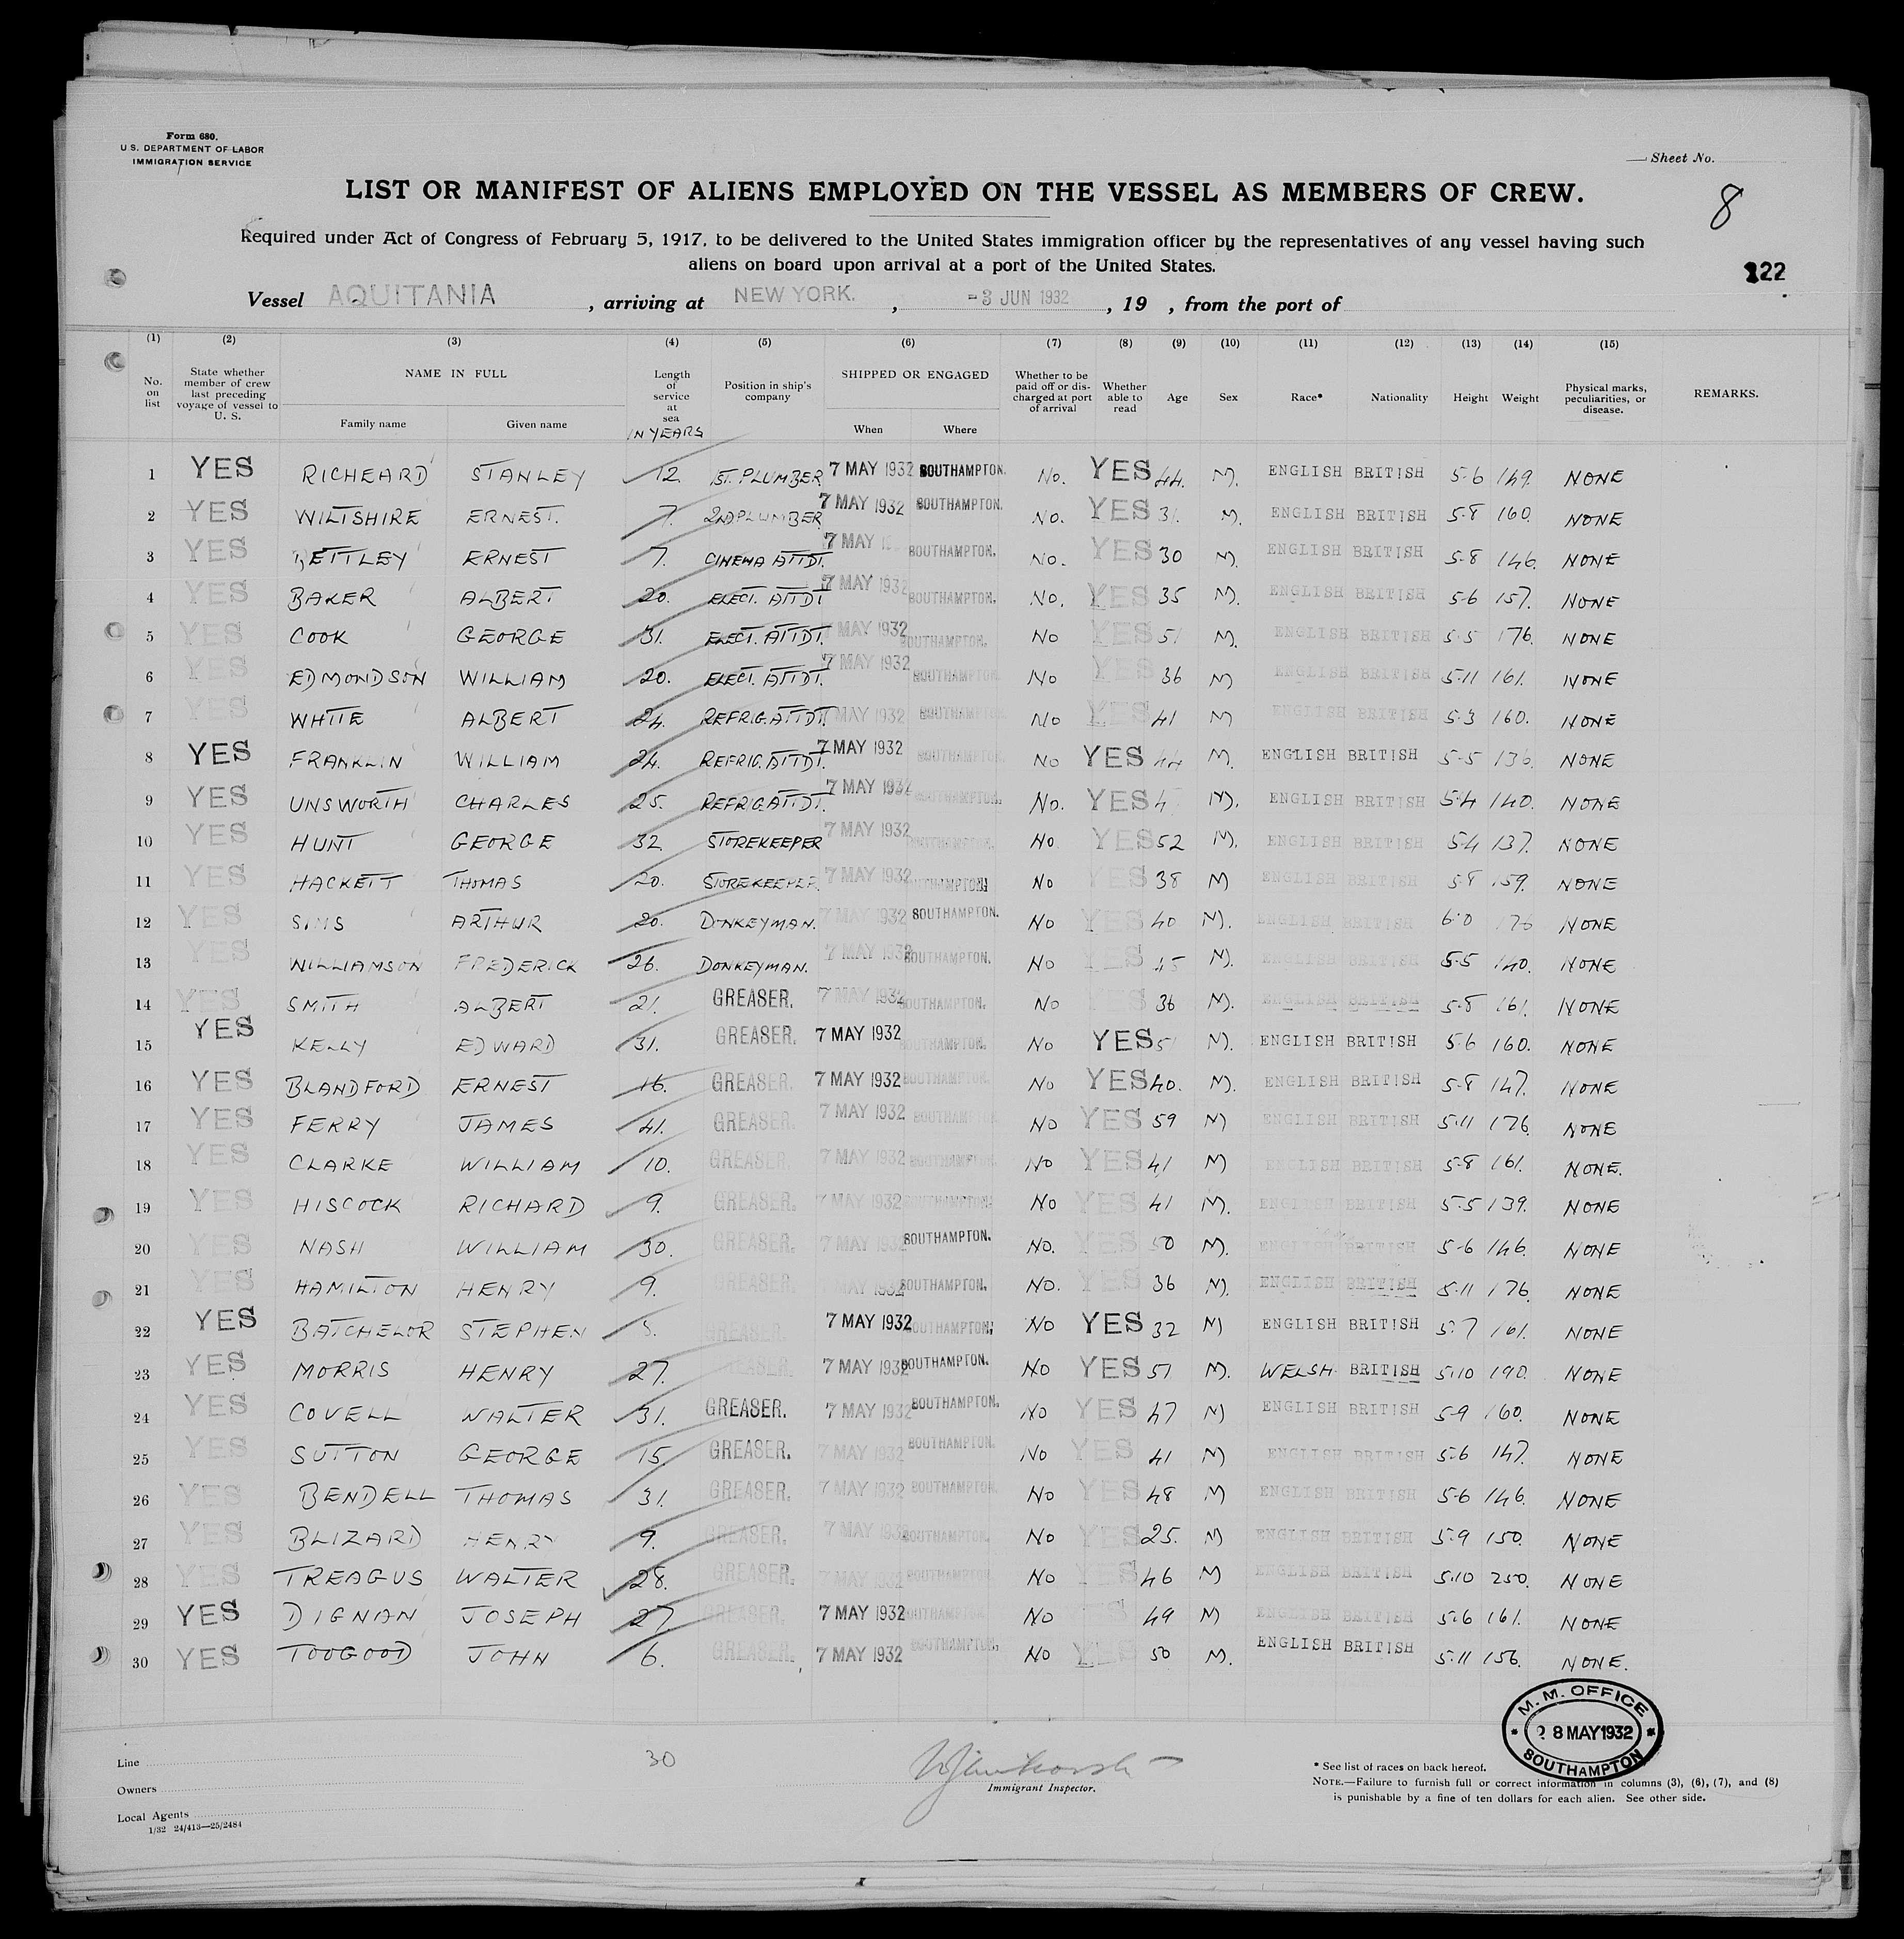 Form 680.
U.S. DEPARTMENT OF LABOR
IMMIGRATION SERVICE
Sheet No.
8
LIST OR MANIFEST OF ALIENS EMPLOYED ON THE VESSEL AS MEMBERS OF CREW.
Required under Act of Congress of February 5, 1917, to be delivered to the United States immigration officer by the representatives of any vessel having such
aliens on board upon arrival at a port of the United States.
122
Vessel AQUITANIA , arriving at NEW YORK. , -3 JUN 1932 , 19 , from the port of
(1) (2) (3) (4) (5) (6) (7) (8) (9) (10) (11) (12) (13) (14) (15)
No. on list State whether member of crew last preceding voyage of vessel to U. S. NAME IN FULL Family name Given name Length of service at sea IN YEARS Position in ship's company SHIPPED OR ENGAGED When Where Whether to be paid off or discharged at port of arrival Whether able to read Age Sex Race* Nationality Height Weight Physical marks, peculiarities, or disease. REMARKS.
1 YES RICHEARD STANLEY 12. 1ST. PLUMBER 7 MAY 1932 SOUTHAMPTON. No. YES 44. M. ENGLISH BRITISH 5-6 149. NONE
2 YES WILTSHIRE ERNEST. 7. 2ND PLUMBER 7 MAY 1932 SOUTHAMPTON. No. YES 31. M. ENGLISH BRITISH 5-8 160. NONE
3 YES ERNEST 7. CINEMA ATTDT. 7 MAY SOUTHAMPTON. No. YES 30 M. ENGLISH BRITISH 5-8 146. NONE
4 YES BAKER ALBERT 20. ELECT. ATTDT 7 MAY 1932 SOUTHAMPTON. No. YES 35 M. ENGLISH BRITISH 5-6 157. NONE
5 YES COOK GEORGE 31. ELECT. ATTDT. 7 MAY 1932 SOUTHAMPTON. No YES 51 M. ENGLISH BRITISH 5-5 176. NONE
6 YES EDMONDSON WILLIAM 20. ELECT. ATTDT. 7 MAY 1932 SOUTHAMPTON No YES 36 M ENGLISH BRITISH 5-11 161. NONE
7 YES WHITE ALBERT 24. REFRIG. ATTDT. 7 MAY 1932 SOUTHAMPTON No YES 41 M ENGLISH BRITISH 5-3 160. NONE
8 YES FRANKLIN WILLIAM 24. REFRIG. ATTDT. 7 MAY 1932 SOUTHAMPTON No YES 44 M. ENGLISH BRITISH 5-5 136. NONE
9 YES UNSWORTH CHARLES 25. REFRIG ATTDT. 7 MAY 1932 SOUTHAMPTON. No. YES M. ENGLISH BRITISH 5-4 140. NONE
10 YES HUNT GEORGE 32 STOREKEEPER 7 MAY 1932 SOUTHAMPTON. No YES 52 M. ENGLISH BRITISH 5-4 137. NONE
11 YES HACKETT THOMAS 20. STOREKEEPER 7 MAY 1932 SOUTHAMPTON. No YES 38 M ENGLISH BRITISH 5-8 159. NONE
12 YES SIMS ARTHUR 20. DONKEYMAN. 7 MAY 1932 SOUTHAMPTON. No YES 40 M. ENGLISH BRITISH 6-0 176 NONE
13 YES WILLIAMSON FREDERICK 26. DONKEYMAN. 7 MAY 1932 SOUTHAMPTON. No YES 45 M. ENGLISH BRITISH 5-5 140. NONE
14 YES SMITH ALBERT 21. GREASER. 7 MAY 1932 SOUTHAMPTON. No YES 36 M. ENGLISH BRITISH 5-8 161. NONE
15 YES KELLY EDWARD 31. GREASER. 7 MAY 1932 SOUTHAMPTON. No YES 51 M. ENGLISH BRITISH 5-6 160. NONE
16 YES BLANDFORD ERNEST 16. GREASER. 7 MAY 1932 SOUTHAMPTON. No YES 40. M. ENGLISH BRITISH 5-8 147. NONE
17 YES FERRY JAMES 41. GREASER. 7 MAY 1932 SOUTHAMPTON No YES 59 M ENGLISH BRITISH 5-11 176. NONE
18 YES CLARKE WILLIAM 10. GREASER. 7 MAY 1932 SOUTHAMPTON. No YES 41 M ENGLISH BRITISH 5-8 161. NONE.
19 YES HISCOCK RICHARD 9. GREASER. 7 MAY 1932 SOUTHAMPTON. No YES 41 M. ENGLISH BRITISH 5-5 139. NONE
20 YES NASH WILLIAM 30. GREASER. 7 MAY 1932 SOUTHAMPTON. No. YES 50 M. ENGLISH BRITISH 5-6 146. NONE
21 YES HAMILTON HENRY 9. GREASER. MAY 1932 SOUTHAMPTON. No. YES 36 M. ENGLISH BRITISH 5-11 176. NONE
22 YES BATCHELOR STEPHEN 5. GREASER. 7 MAY 1932 SOUTHAMPTON. No YES 32 M ENGLISH BRITISH 5-7 161. NONE
23 YES MORRIS HENRY 27. GREASER. 7 MAY 1932 SOUTHAMPTON. No YES 51 M. WELSH BRITISH 5-10 190. NONE
24 YES COVELL WALTER 31. GREASER. 7 MAY 1932 SOUTHAMPTON. No YES 47 M ENGLISH BRITISH 5-9 160. NONE
25 YES SUTTON GEORGE 15. GREASER. 7 MAY 1932 SOUTHAMPTON. No YES 41 M ENGLISH BRITISH 5-6 147. NONE
26 YES BENDELL THOMAS 31. GREASER. 7 MAY 1932 SOUTHAMPTON. No YES 48 M ENGLISH BRITISH 5-6 146. NONE
27 YES BLIZARD HENRY 9. GREASER. 7 MAY 1932 SOUTHAMPTON. No YES 25. M ENGLISH BRITISH 5-9 150. NONE
28 YES TREAGUS WALTER 28. GREASER. 7 MAY 1932 SOUTHAMPTON. No YES 46 M ENGLISH BRITISH 5-10 250. NONE
29 YES DIGNAN JOSEPH 27. GREASER. 7 MAY 1932 SOUTHAMPTON. No YES 49 M ENGLISH BRITISH 5-6 161. NONE
30 YES TOOGOOD JOHN 6. GREASER. 7 MAY 1932 SOUTHAMPTON. No YES 50 M. ENGLISH BRITISH 5-11 156. NONE.
M. M. OFFICE
28 MAY 1932
SOUTHAMPTON
Line
30
Owners
Immigrant Inspector.
Local Agents
1/32 24/413—25/2484
* See list of races on back hereof.
NOTE.—Failure to furnish full or correct information in columns (3), (6), (7), and (8)
is punishable by a fine of ten dollars for each alien. See other side.